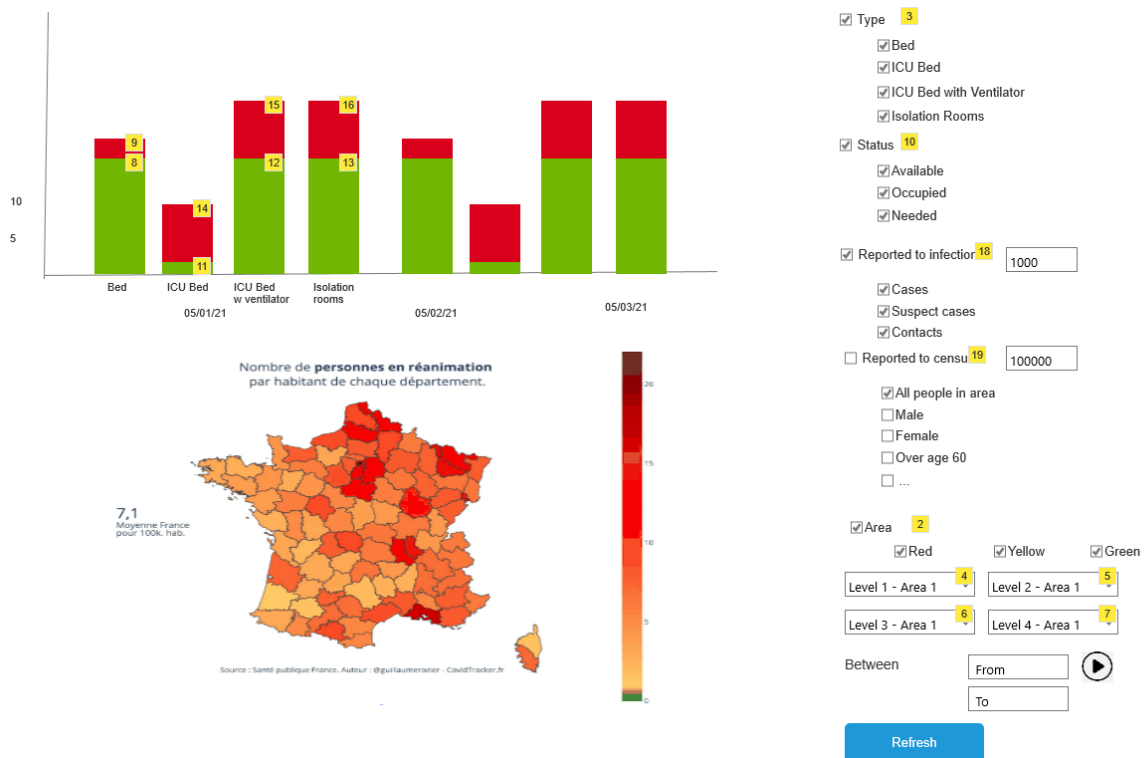 10
5
9
8
14
11
15
12
16
13
Bed
ICU Bed
ICU Bed
w ventilator
Isolation
rooms
05/01/21
05/02/21
05/03/21
Nombre de personnes en réanimation
par habitant de chaque département.
7,1
Moyenne France
pour 100k. hab.
20
15
10
5
0
Source : Santé publique France. Auteur : @guillaumerozier - CovidTracker.fr
Type 3
Bed
ICU Bed
ICU Bed with Ventilator
Isolation Rooms
Status 10
Available
Occupied
Needed
Reported to infection 18 1000
Cases
Suspect cases
Contacts
Reported to censu 19 100000
All people in area
Male
Female
Over age 60
...
Area 2
Red Yellow Green
Level 1 - Area 1 4 Level 2 - Area 1 5
Level 3 - Area 1 6 Level 4 - Area 1 7
Between From
To
Refresh